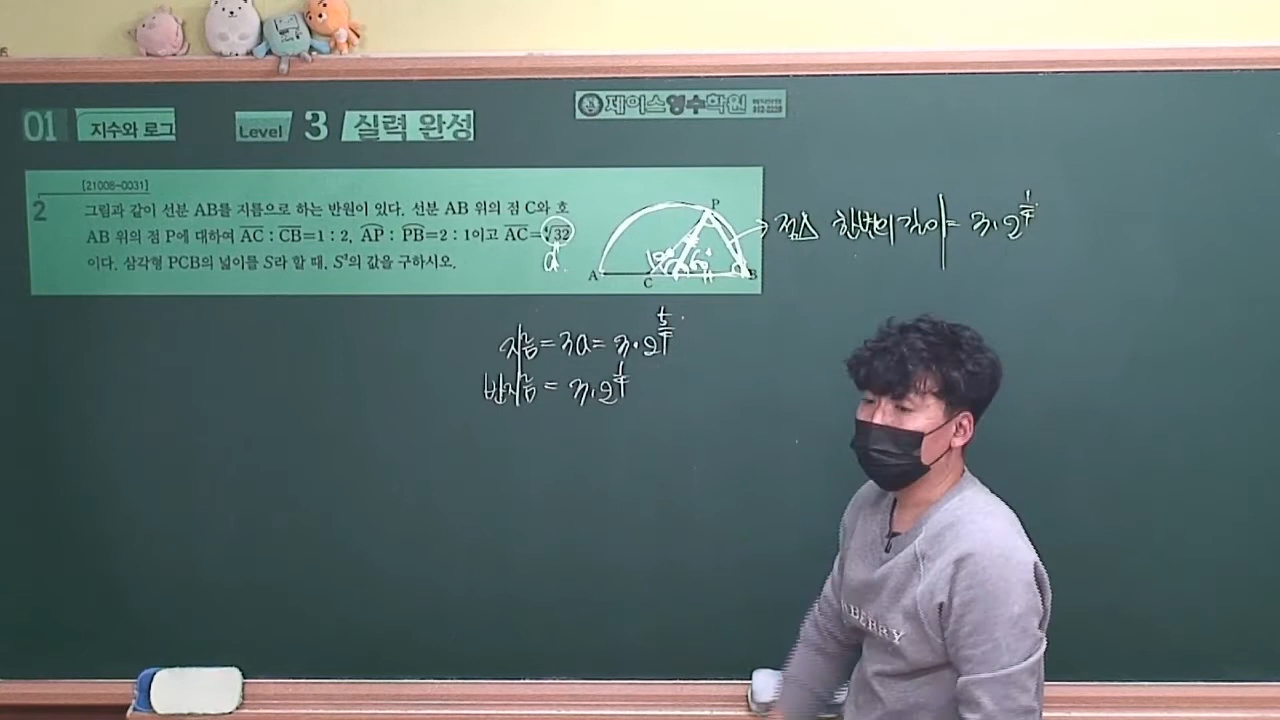 제이스영수학원
01 지수와 로그
Level 3 실력 완성
[21008-0031]
2 그림과 같이 선분 AB를 지름으로 하는 반원이 있다. 선분 AB 위의 점 C와 호
AB 위의 점 P에 대하여 AC : CB=1 : 2, AP : PB=2 : 1이고 AC=∜32
이다. 삼각형 PCB의 넓이를 S라 할 때, S⁴의 값을 구하시오.
a
P
A
C
B
정△ 한변의 길이= 3·2^(1/4)
지름=3a= 3·2^(5/4)
반지름= 3·2^(1/4)